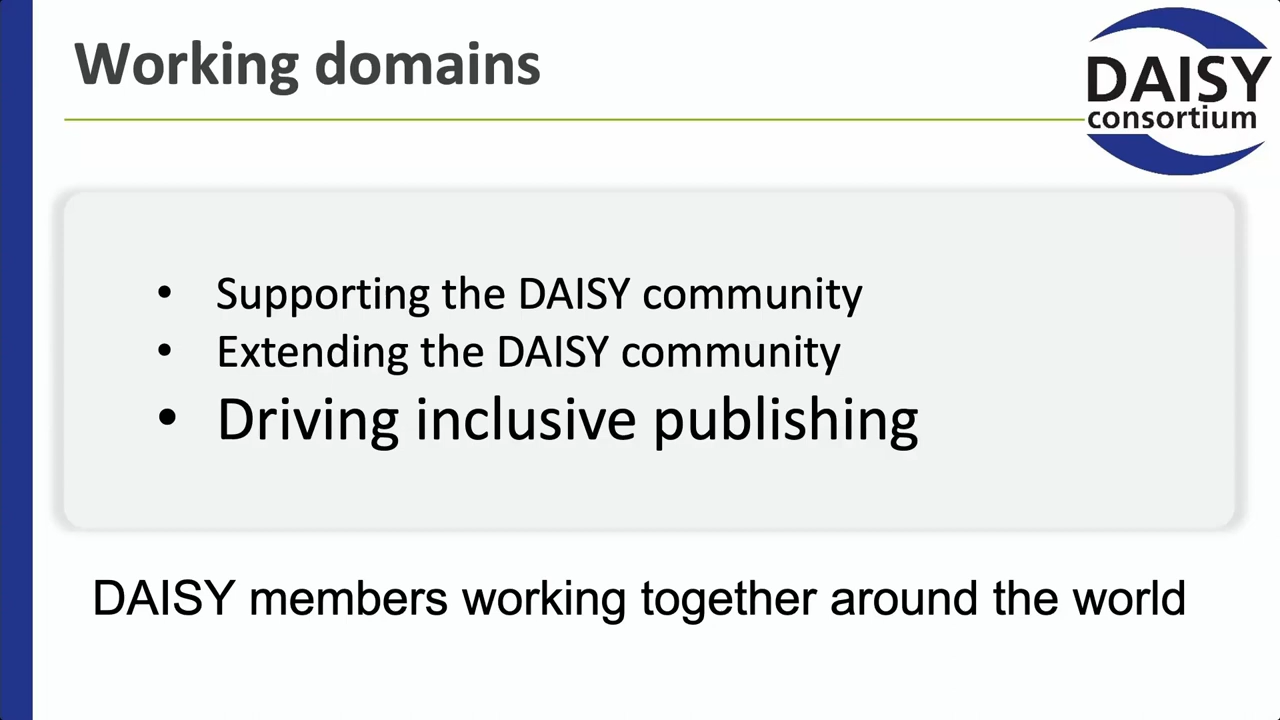 Working domains
DAISY
consortium
• Supporting the DAISY community
• Extending the DAISY community
• Driving inclusive publishing
DAISY members working together around the world